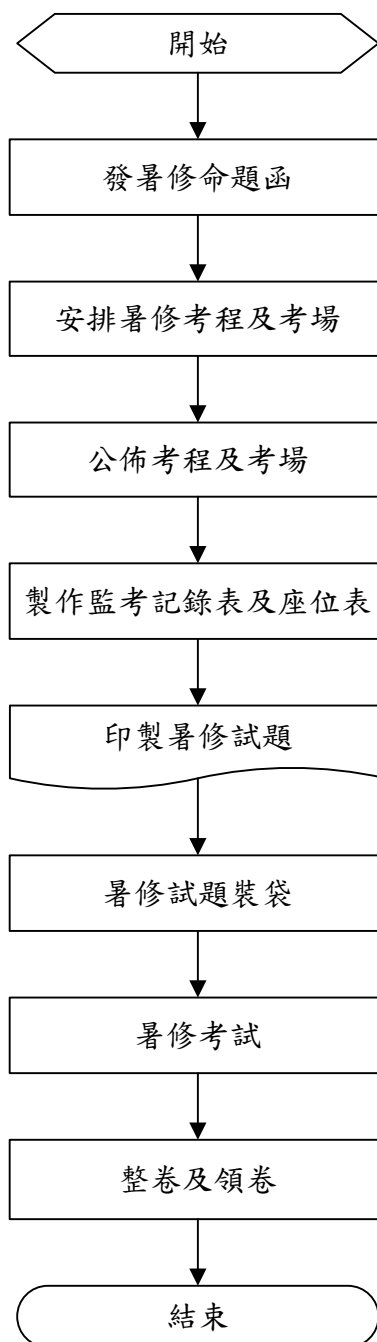 開始
發暑修命題函
安排暑修考程及考場
公佈考程及考場
製作監考記錄表及座位表
印製暑修試題
暑修試題裝袋
暑修考試
整卷及領卷
結束